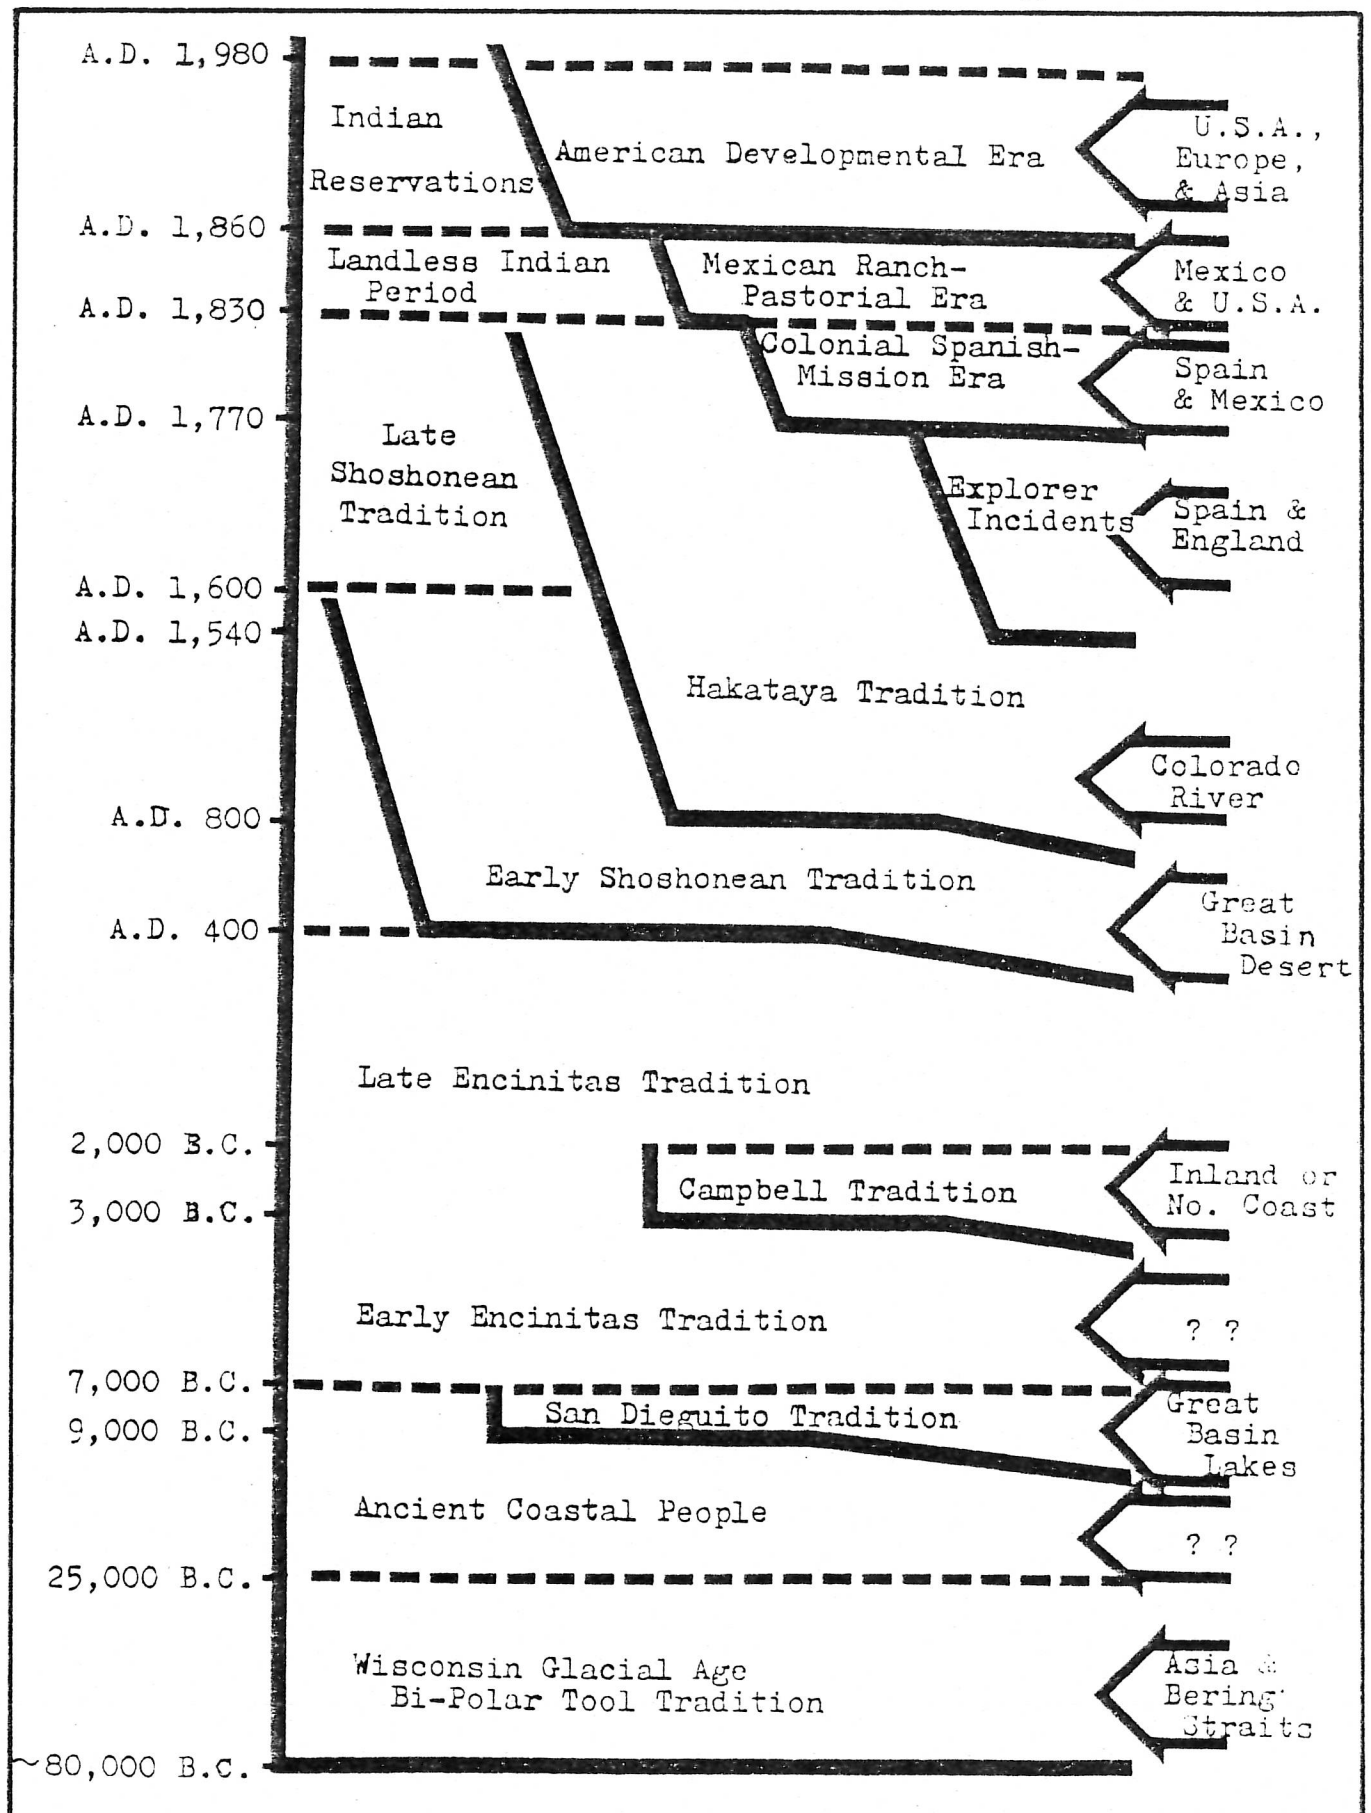 A.D. 1,980
Indian
Reservations
American Developmental Era
U.S.A.,
Europe,
& Asia
A.D. 1,860
Landless Indian
Period
Mexican Ranch-
Pastorial Era
Mexico
& U.S.A.
A.D. 1,830
Colonial Spanish-
Mission Era
Spain
& Mexico
A.D. 1,770
Late
Shoshonean
Tradition
Explorer
Incidents
Spain &
England
A.D. 1,600
A.D. 1,540
Hakataya Tradition
Colorado
River
A.D. 800
Early Shoshonean Tradition
Great
Basin
Desert
A.D. 400
Late Encinitas Tradition
2,000 B.C.
Campbell Tradition
Inland or
No. Coast
3,000 B.C.
Early Encinitas Tradition
? ?
7,000 B.C.
San Dieguito Tradition
Great
Basin
Lakes
9,000 B.C.
Ancient Coastal People
? ?
25,000 B.C.
Wisconsin Glacial Age
Bi-Polar Tool Tradition
Asia &
Bering
Straits
~80,000 B.C.